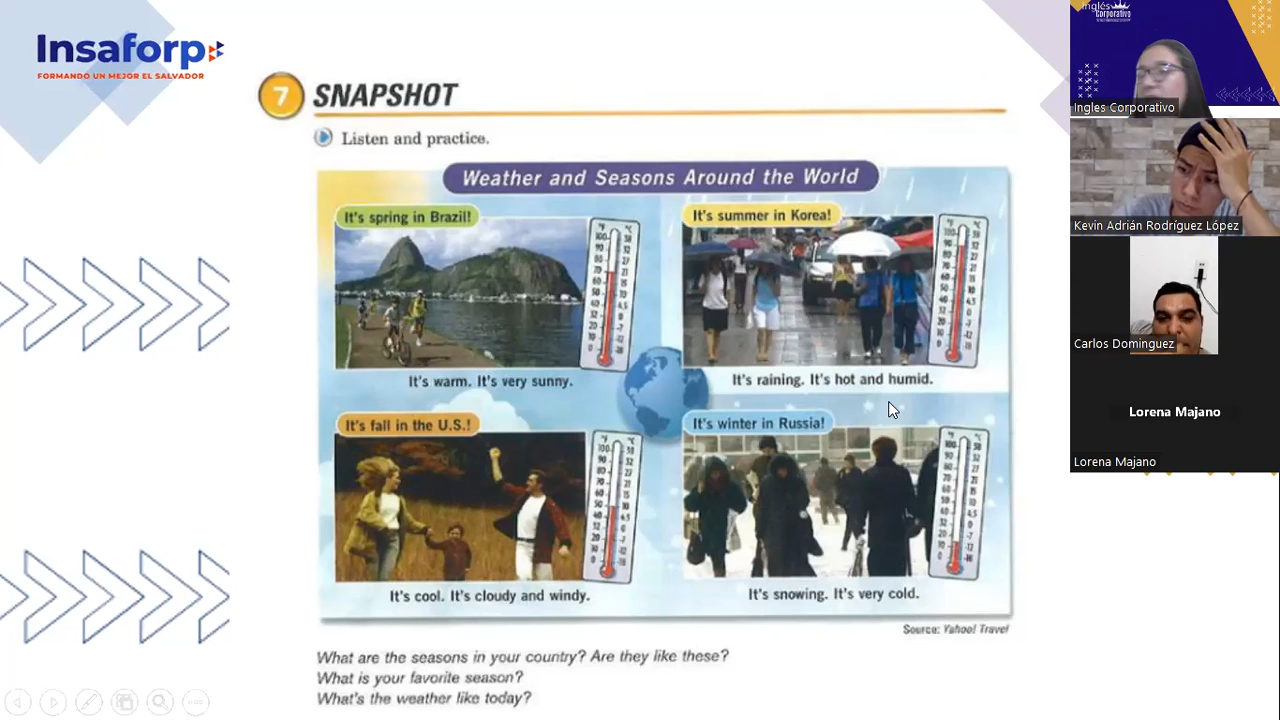 Insaforp
FORMANDO UN MEJOR EL SALVADOR
7 SNAPSHOT
Listen and practice.
Weather and Seasons Around the World
It's spring in Brazil!
It's warm. It's very sunny.
It's summer in Korea!
It's raining. It's hot and humid.
It's fall in the U.S.!
It's cool. It's cloudy and windy.
It's winter in Russia!
It's snowing. It's very cold.
Source: Yahoo! Travel
What are the seasons in your country? Are they like these?
What is your favorite season?
What's the weather like today?
Inglés
Corporativo
Ingles Corporativo
Kevin Adrián Rodríguez López
Carlos Dominguez
Lorena Majano
Lorena Majano